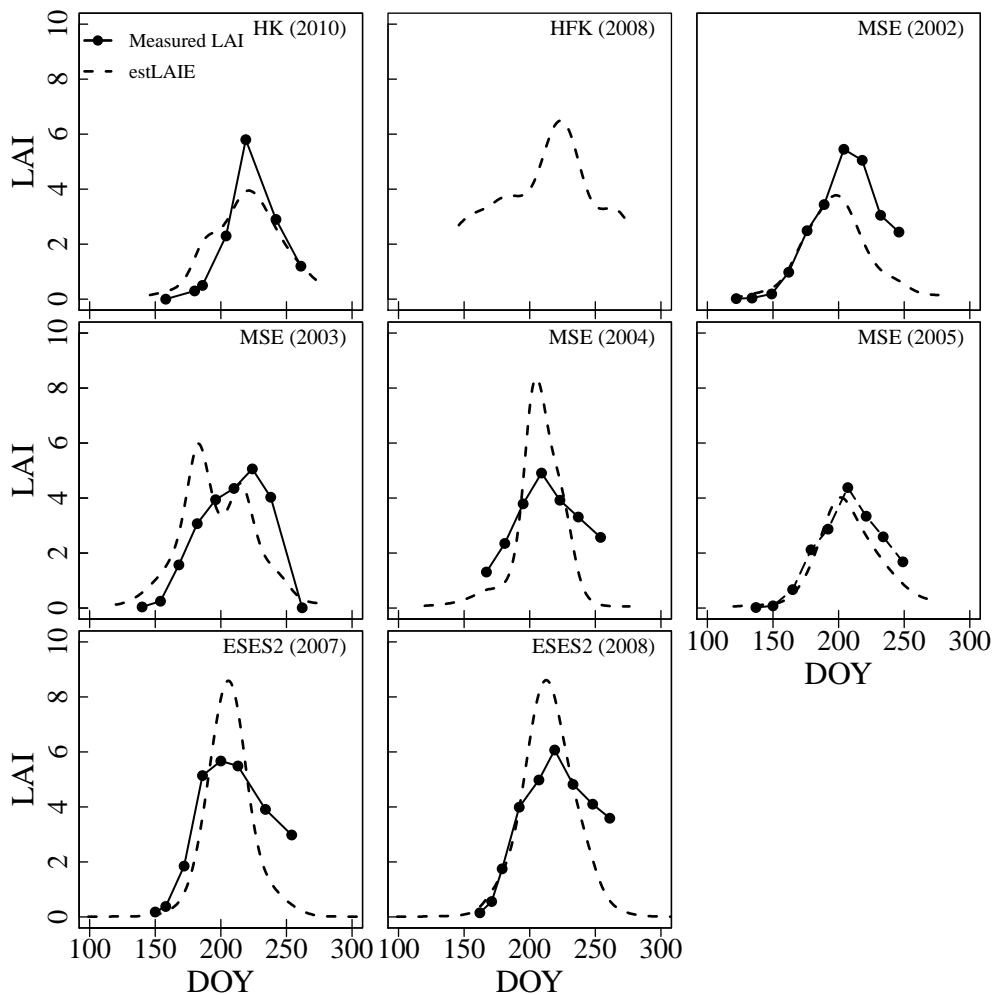 HK (2010)
Measured LAI
estLAIE
LAI
0 2 4 6 8 10
HFK (2008)
MSE (2002)
MSE (2003)
LAI
0 2 4 6 8 10
MSE (2004)
MSE (2005)
100 150 200 250 300
DOY
ESES2 (2007)
LAI
0 2 4 6 8 10
100 150 200 250 300
DOY
ESES2 (2008)
100 150 200 250 300
DOY